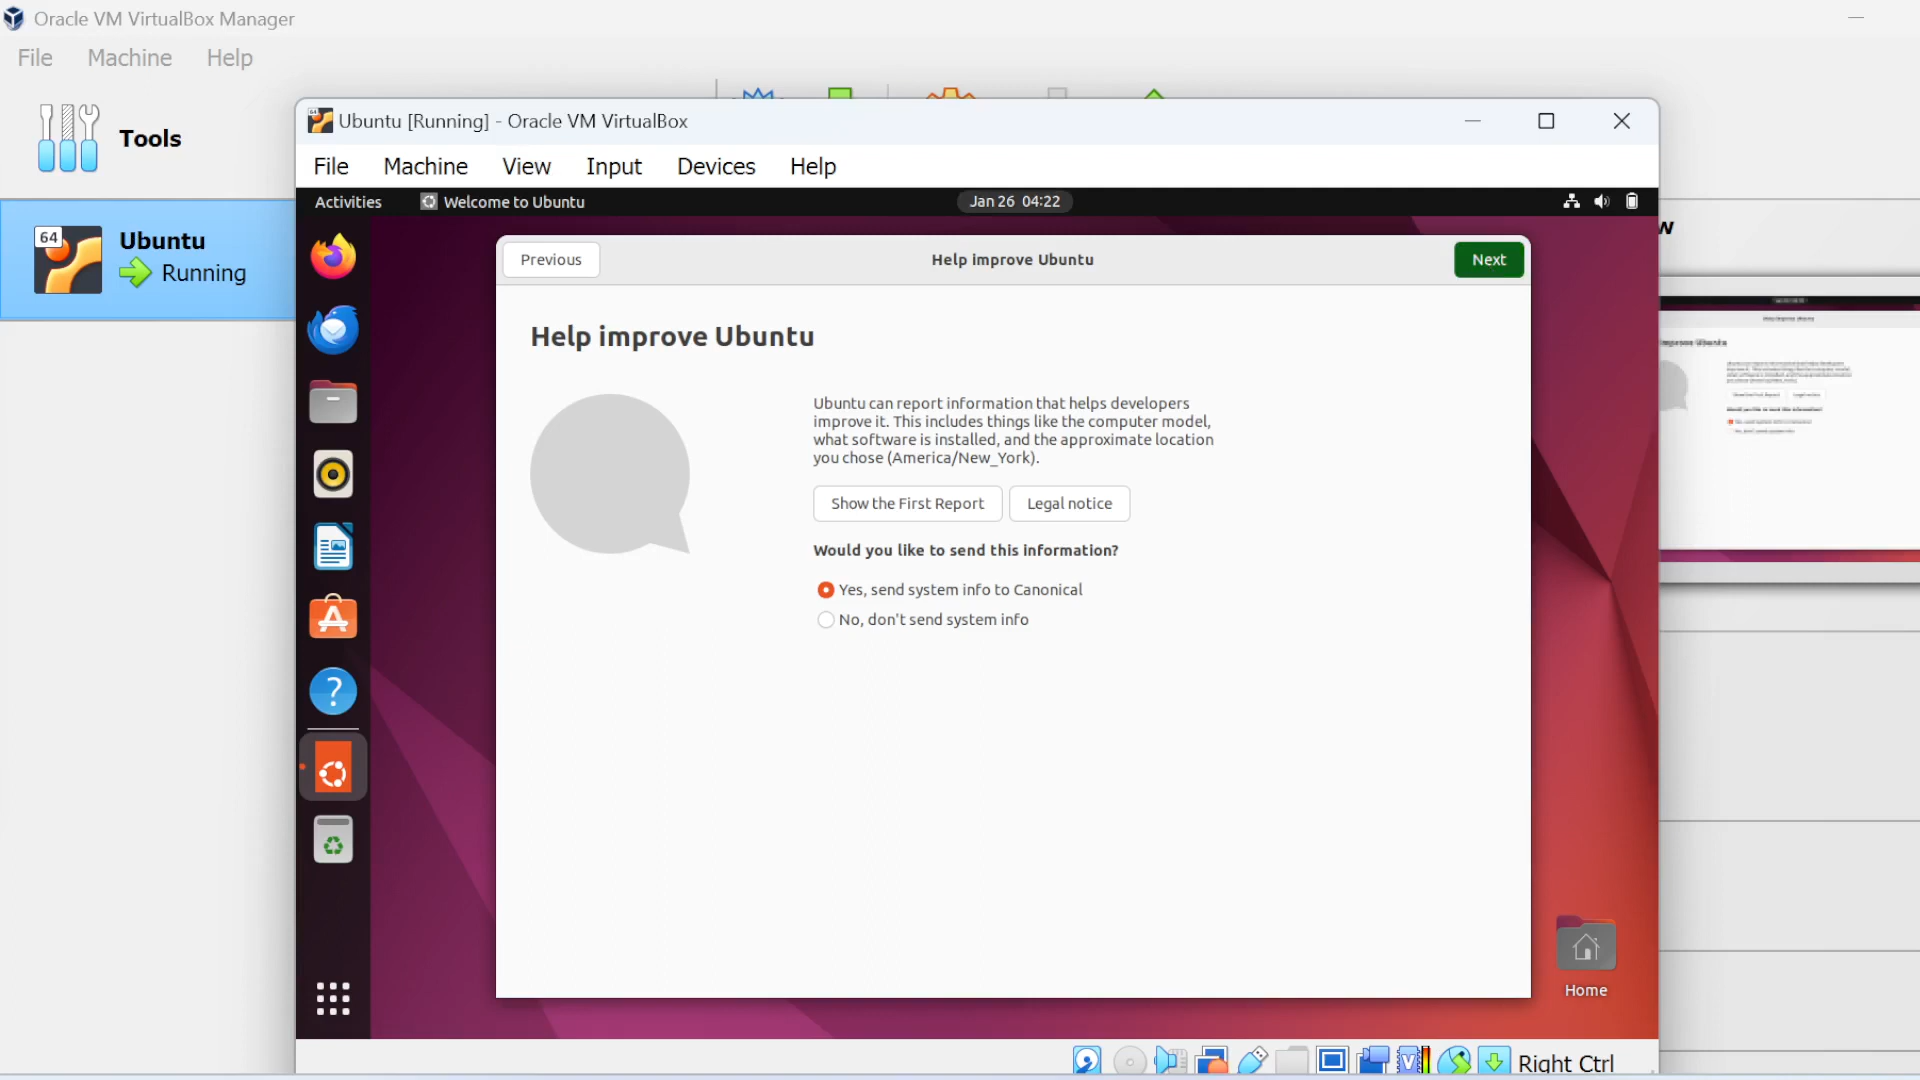 Oracle VM VirtualBox Manager
File Machine Help
Tools
64
Ubuntu
Running
w
64
Ubuntu [Running] - Oracle VM VirtualBox
File Machine View Input Devices Help
Activities Welcome to Ubuntu Jan 26 04:22
Previous Help improve Ubuntu Next
Help improve Ubuntu
Ubuntu can report information that helps developers
improve it. This includes things like the computer model,
what software is installed, and the approximate location
you chose (America/New_York).
Show the First Report Legal notice
Would you like to send this information?
Yes, send system info to Canonical
No, don't send system info
Home
Right Ctrl